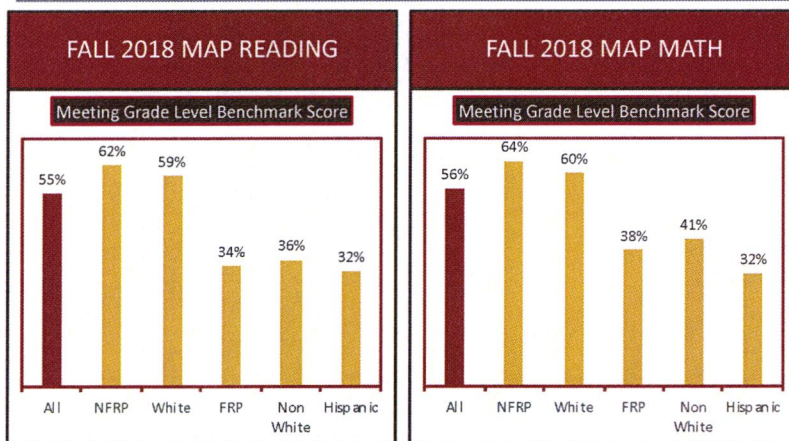 FALL 2018 MAP READING
Meeting Grade Level Benchmark Score
55%
62%
59%
34%
36%
32%
All
NFRP
White
FRP
Non
White
Hispanic
FALL 2018 MAP MATH
Meeting Grade Level Benchmark Score
56%
64%
60%
38%
41%
32%
All
NFRP
White
FRP
Non
White
Hispanic